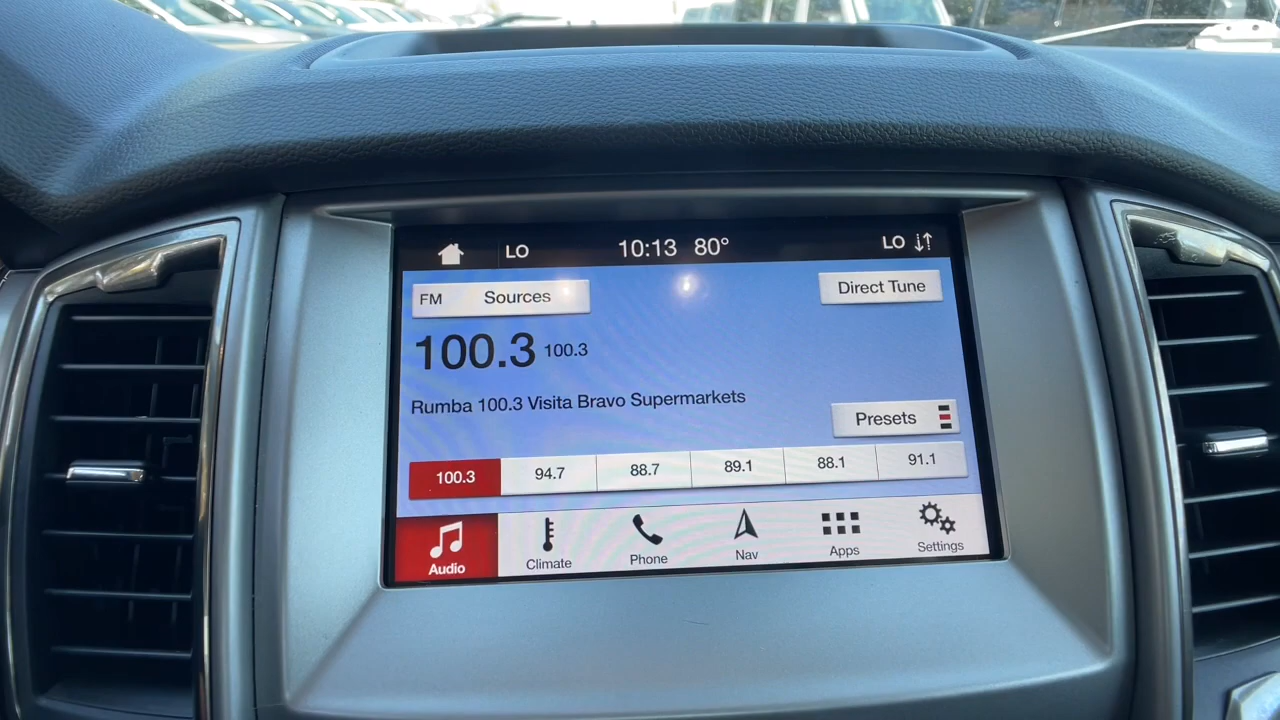 LO 10:13 80° LO
FM Sources Direct Tune
100.3 100.3
Rumba 100.3 Visita Bravo Supermarkets
Presets
100.3 94.7 88.7 89.1 88.1 91.1
Audio Climate Phone Nav Apps Settings